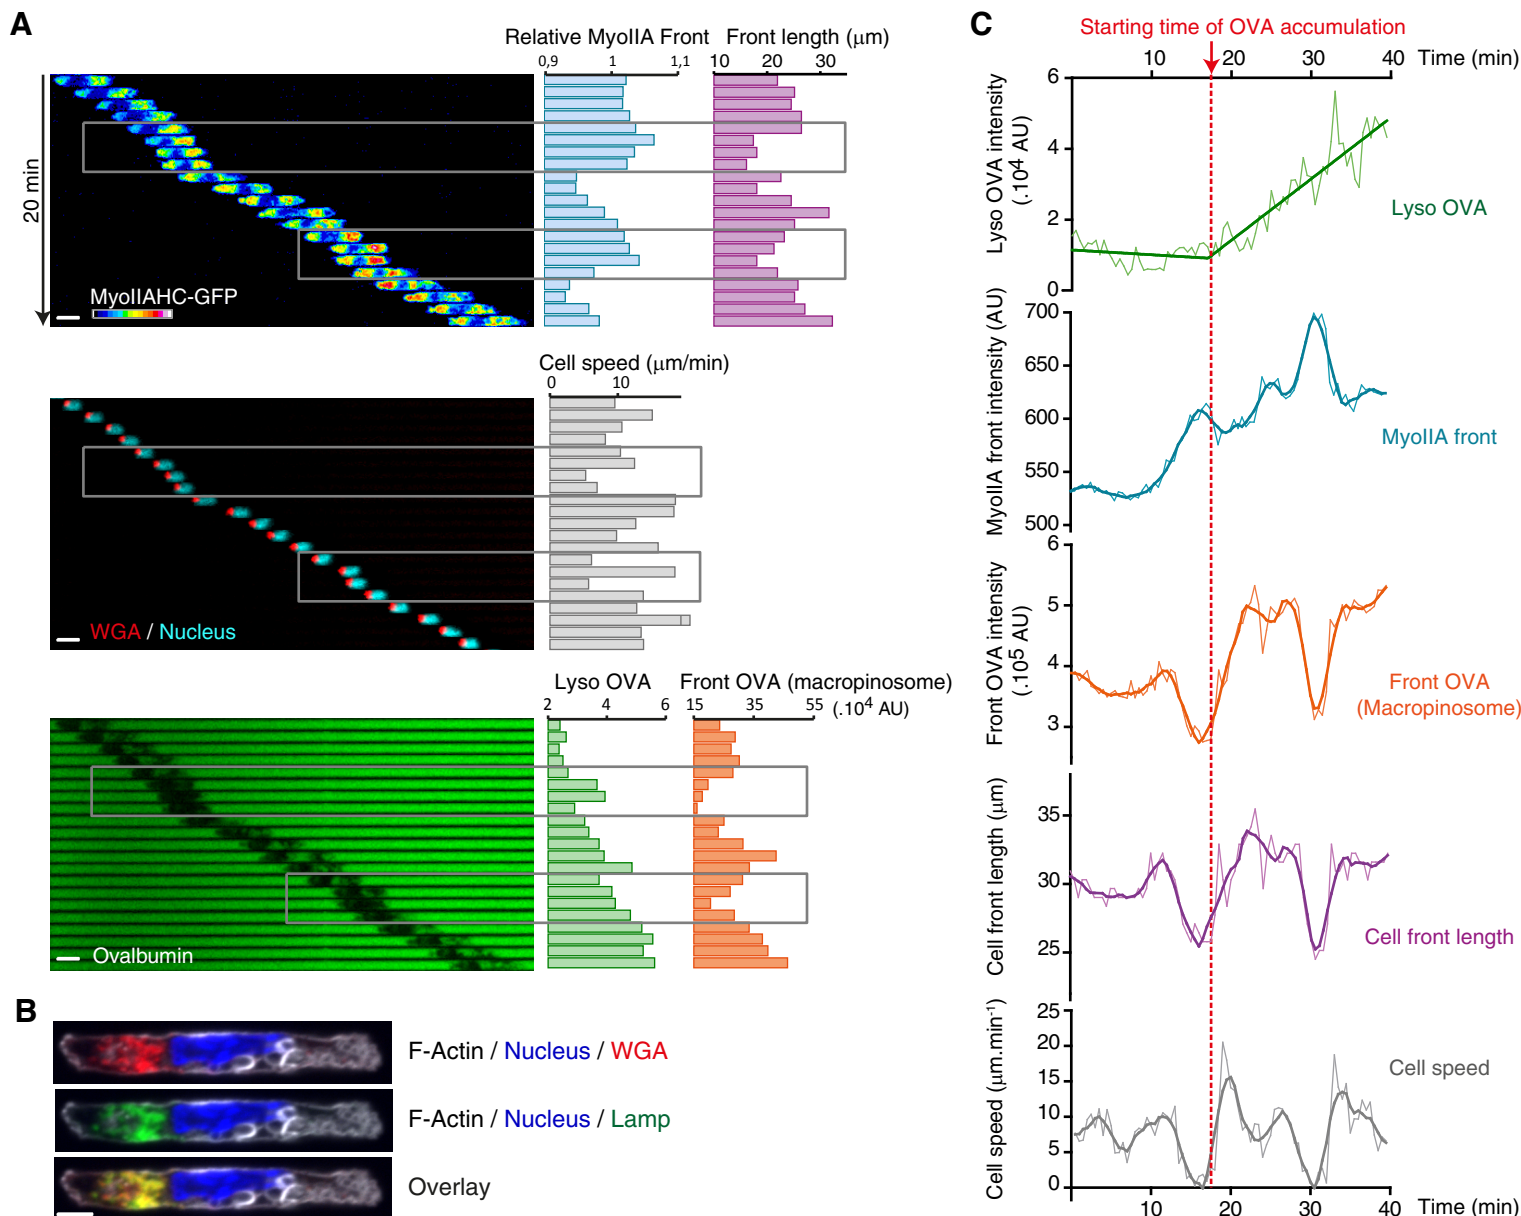 A
Relative MyoIIA Front
Front length (μm)
0,9 1 1,1
10 20 30
20 min
MyoIIAHC-GFP
Cell speed (μm/min)
0 10
WGA / Nucleus
Lyso OVA
Front OVA (macropinosome)
(.10⁴ AU)
2 4 6
15 35 55
Ovalbumin
B
F-Actin / Nucleus / WGA
F-Actin / Nucleus / Lamp
Overlay
C
Starting time of OVA accumulation
10 20 30 40 Time (min)
Lyso OVA intensity
(.10⁴ AU)
6
4
2
0
Lyso OVA
MyoIIA front intensity (AU)
700
650
600
550
500
MyoIIA front
Front OVA intensity
(.10⁵ AU)
6
5
4
3
Front OVA
(Macropinosome)
Cell front length (μm)
35
30
25
Cell front length
Cell speed (μm.min⁻¹)
25
20
15
10
5
0
Cell speed
10 20 30 40 Time (min)